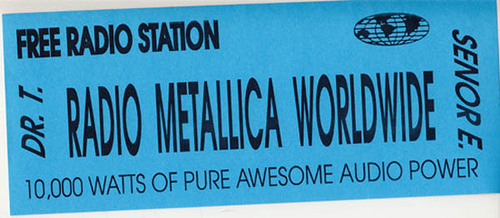 FREE RADIO STATION
DR. T.
RADIO METALLICA WORLDWIDE
SENOR E.
10,000 WATTS OF PURE AWESOME AUDIO POWER